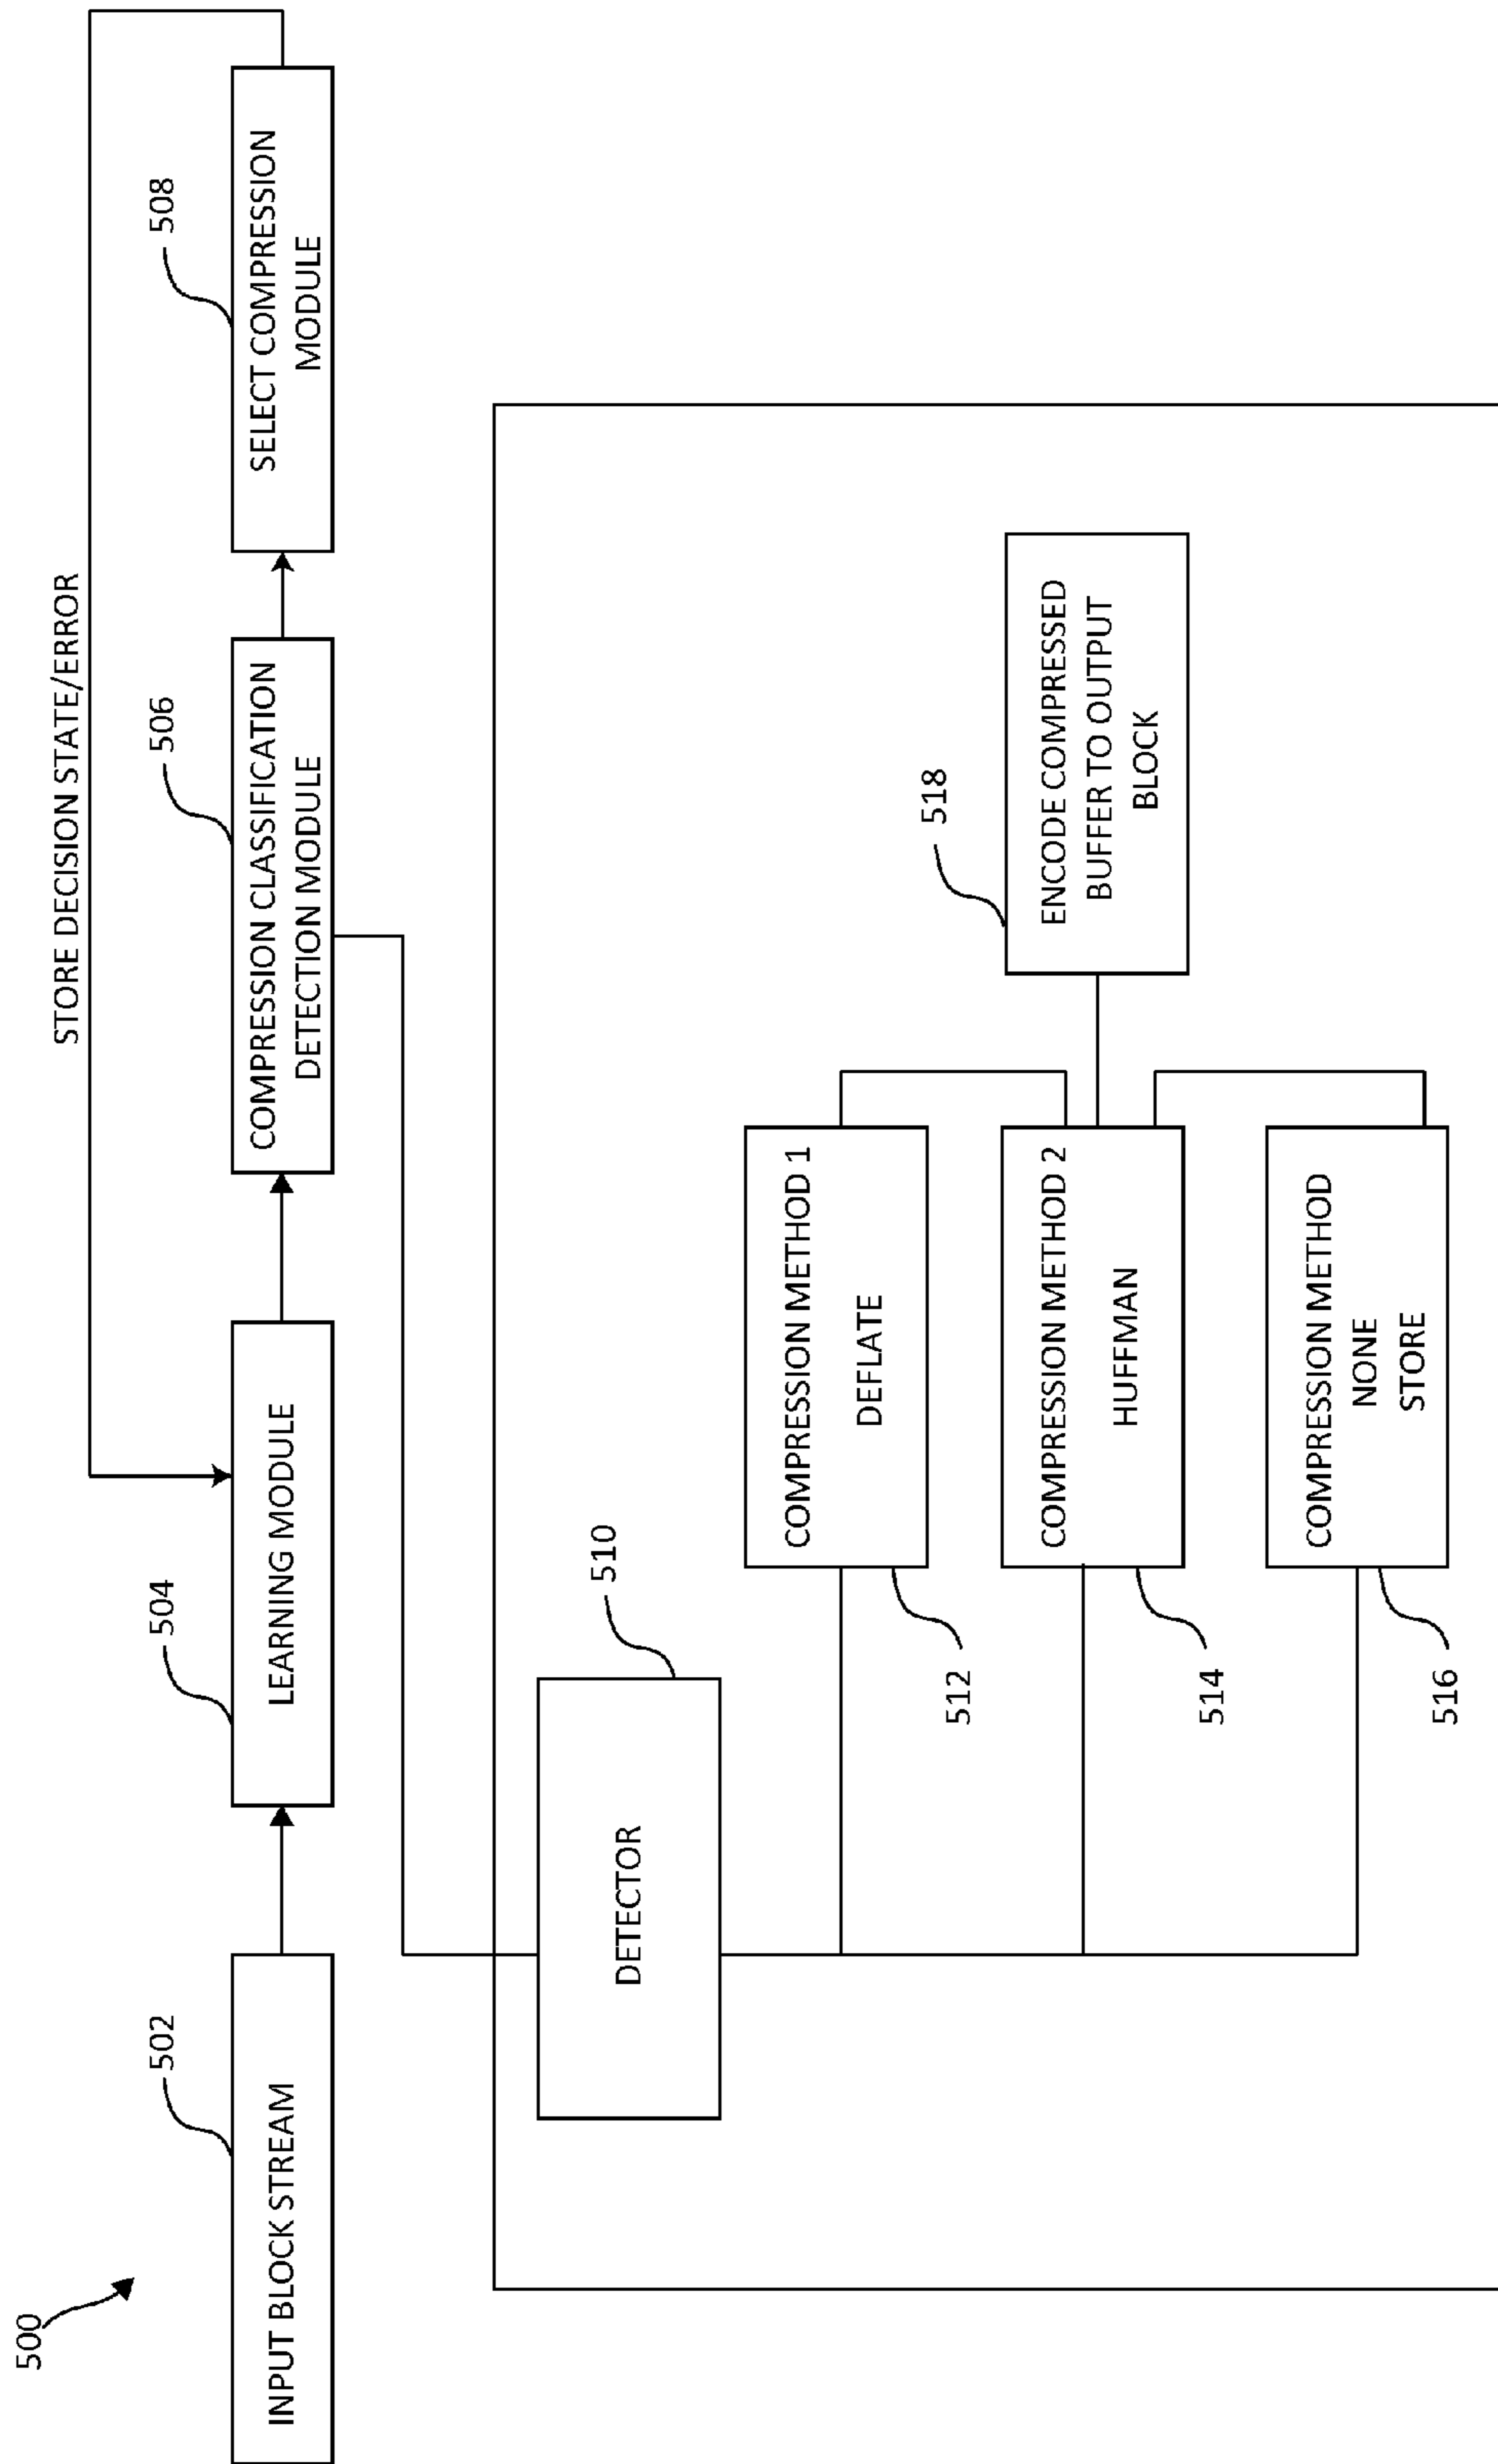 500
STORE DECISION STATE/ERROR
502
504
506
508
INPUT BLOCK STREAM
LEARNING MODULE
COMPRESSION CLASSIFICATION
DETECTION MODULE
SELECT COMPRESSION
MODULE
510
DETECTOR
COMPRESSION METHOD 1
DEFLATE
512
COMPRESSION METHOD 2
HUFFMAN
514
COMPRESSION METHOD
NONE
STORE
516
518
ENCODE COMPRESSED
BUFFER TO OUTPUT
BLOCK